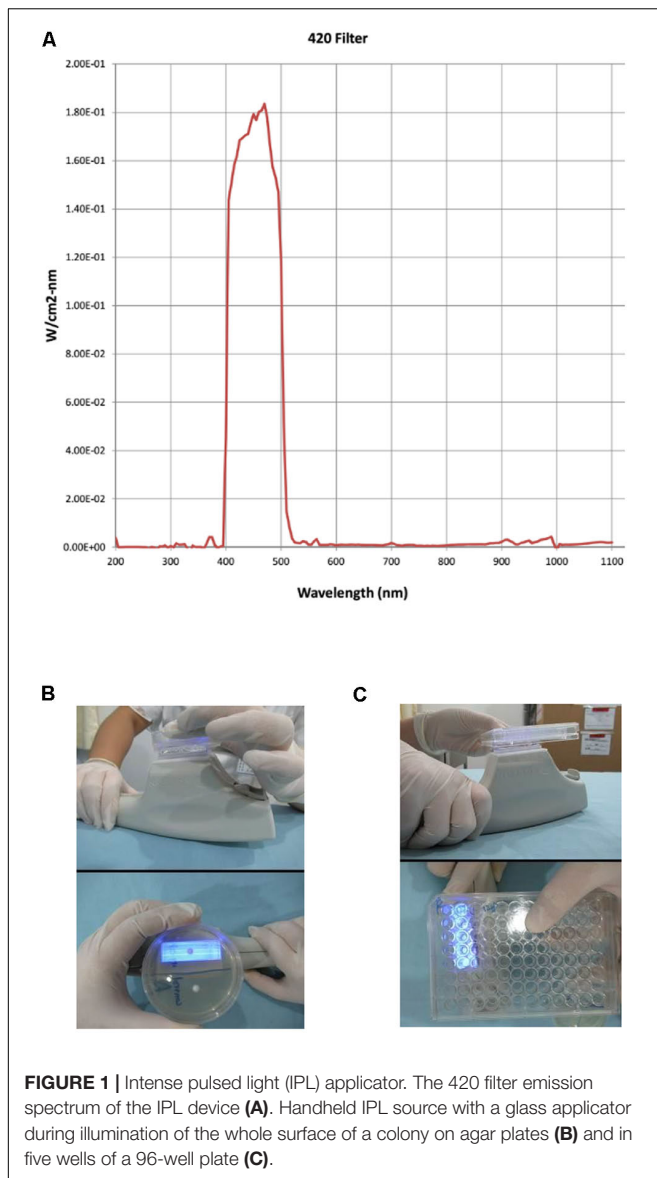 A
420 Filter
2.00E-01
1.80E-01
1.60E-01
1.40E-01
1.20E-01
1.00E-01
8.00E-02
6.00E-02
4.00E-02
2.00E-02
0.00E+00
W/cm2-nm
200 300 400 500 600 700 800 900 1000 1100
Wavelength (nm)
B
C
FIGURE 1 | Intense pulsed light (IPL) applicator. The 420 filter emission
spectrum of the IPL device (A). Handheld IPL source with a glass applicator
during illumination of the whole surface of a colony on agar plates (B) and in
five wells of a 96-well plate (C).